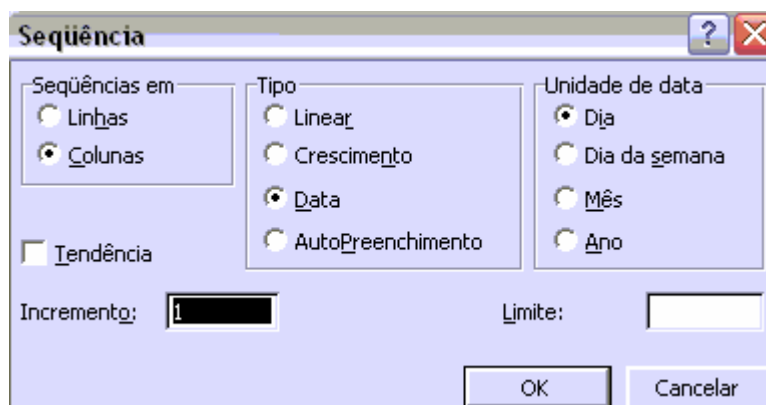 Seqüência
?
Seqüências em Tipo Unidade de data
Linhas Linear Dia
Colunas Crescimento Dia da semana
Data Mês
Tendência AutoPreenchimento Ano
Incremento: 1 Limite:
OK Cancelar